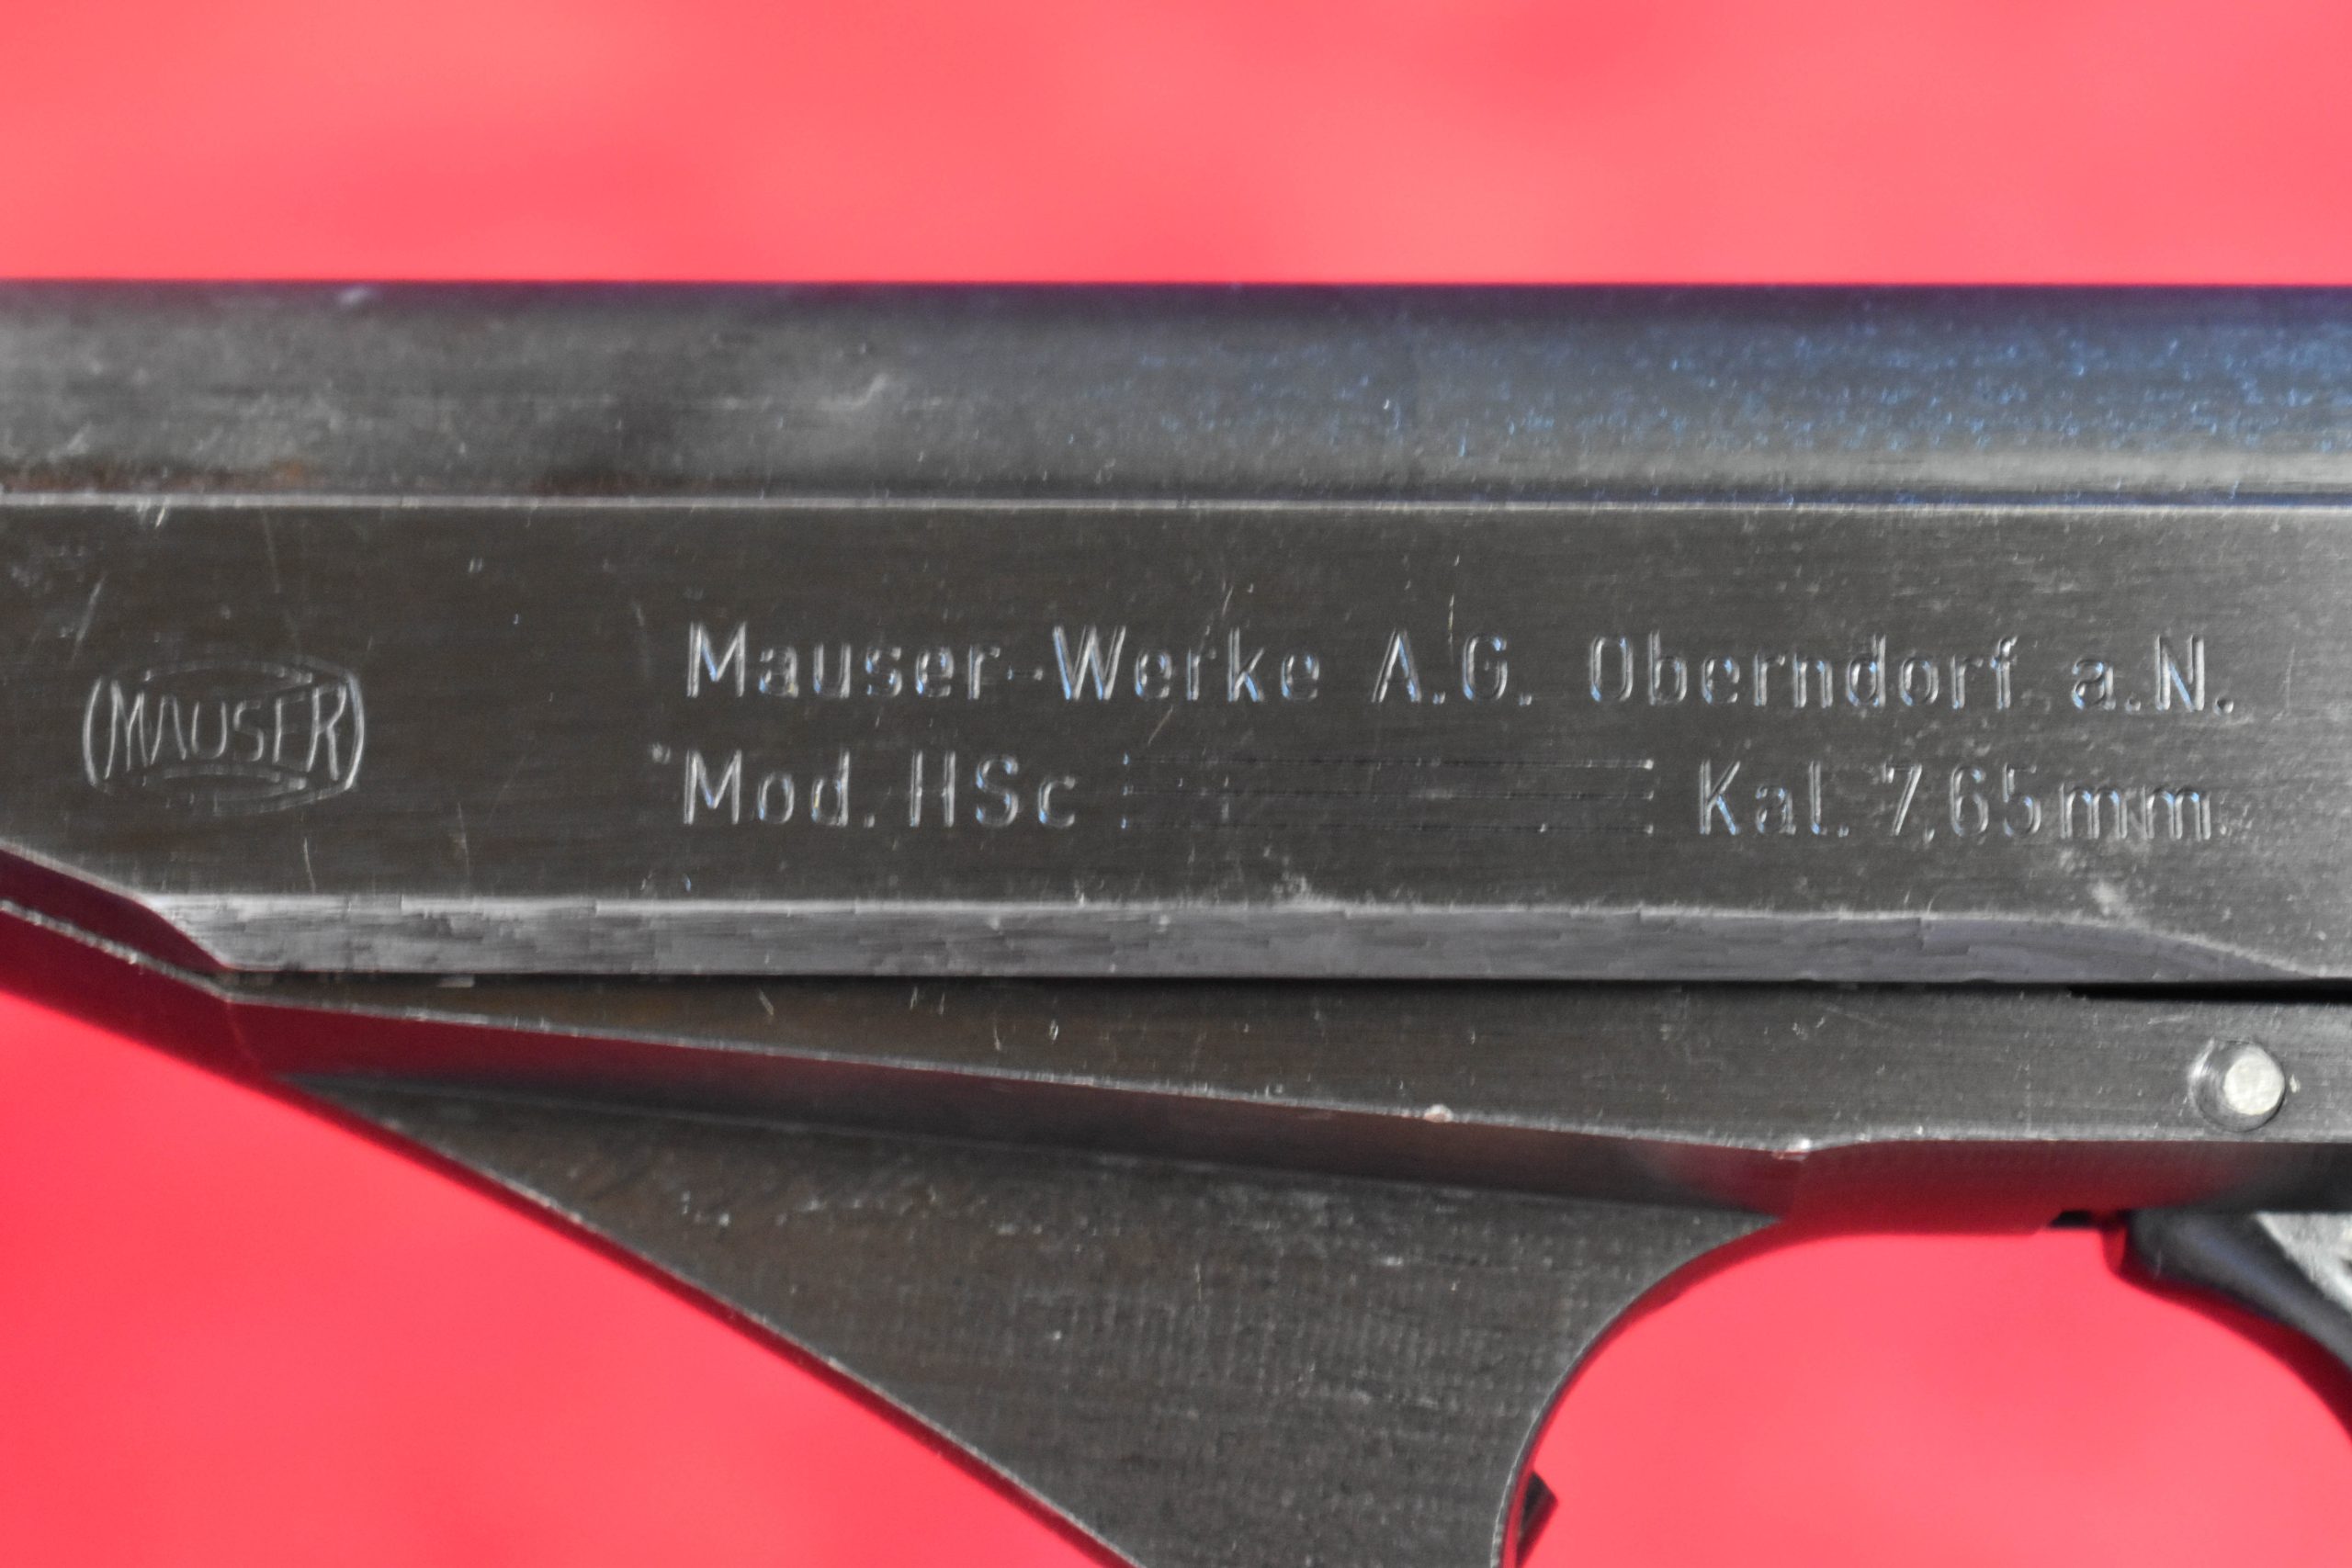 MAUSER
Mauser-Werke A.G. Oberndorf a.N.
Mod. HSc Kal. 7,65mm